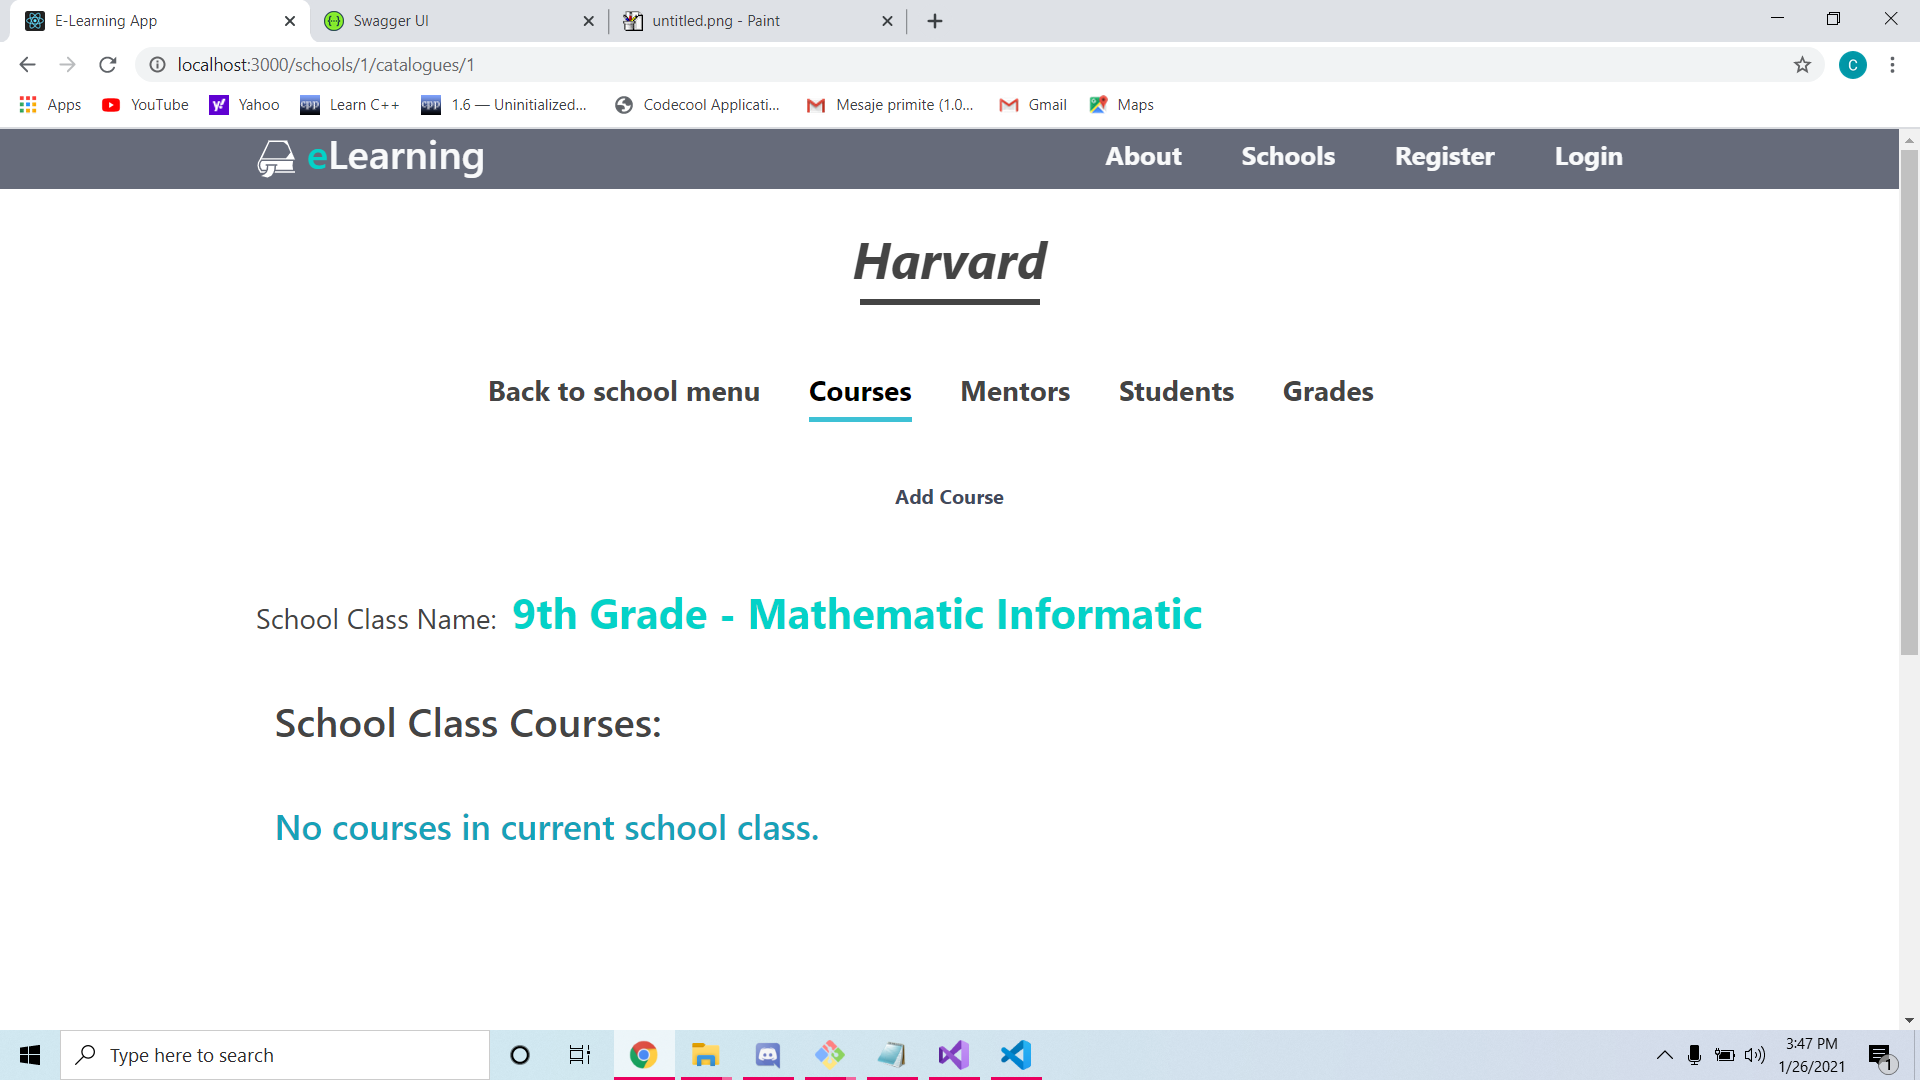 E-Learning App
Swagger UI
untitled.png - Paint
localhost:3000/schools/1/catalogues/1
C
Apps
YouTube
Yahoo
Learn C++
1.6 — Uninitialized...
Codecool Applicati...
Mesaje primite (1.0...
Gmail
Maps
eLearning
About
Schools
Register
Login
Harvard
Back to school menu
Courses
Mentors
Students
Grades
Add Course
School Class Name: 9th Grade - Mathematic Informatic
School Class Courses:
No courses in current school class.
Type here to search
3:47 PM
1/26/2021
1